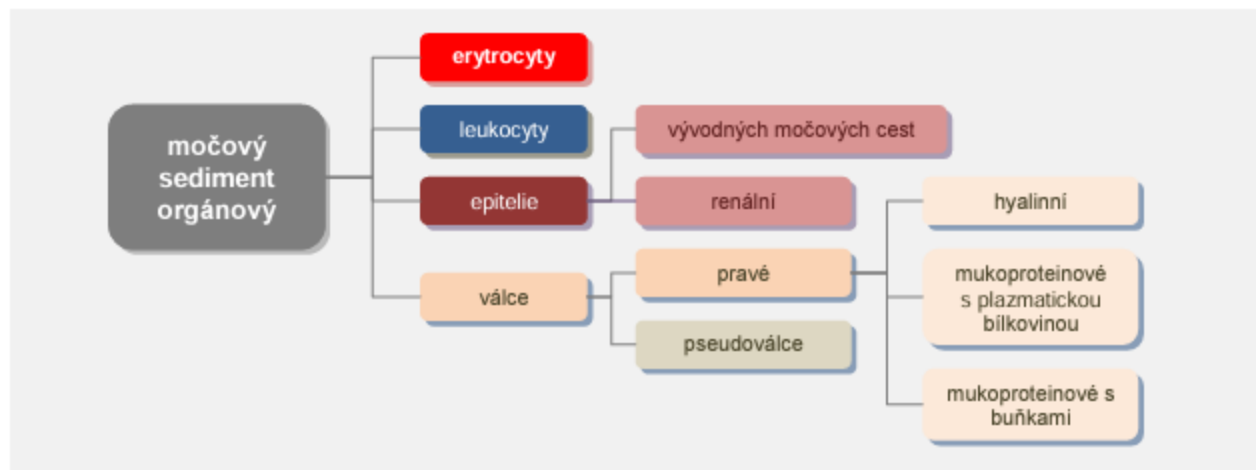 močový
sediment
orgánový
erytrocyty
leukocyty
epitelie
válce
vývodných močových cest
renální
pravé
pseudoválce
hyalinní
mukoproteinové
s plazmatickou
bílkovinou
mukoproteinové s
buňkami